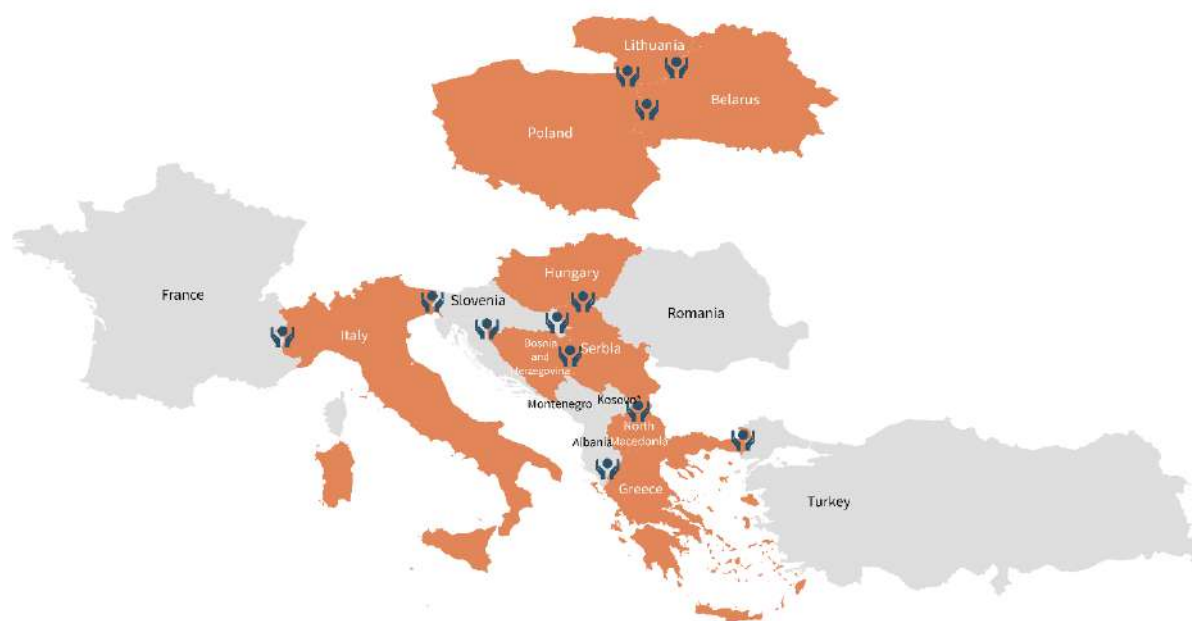 Lithuania
Belarus
Poland
Hungary
France
Slovenia
Romania
Italy
Bosnia
and
Herzegovina
Serbia
Montenegro
Kosovo*
North
Macedonia
Albania
Greece
Turkey